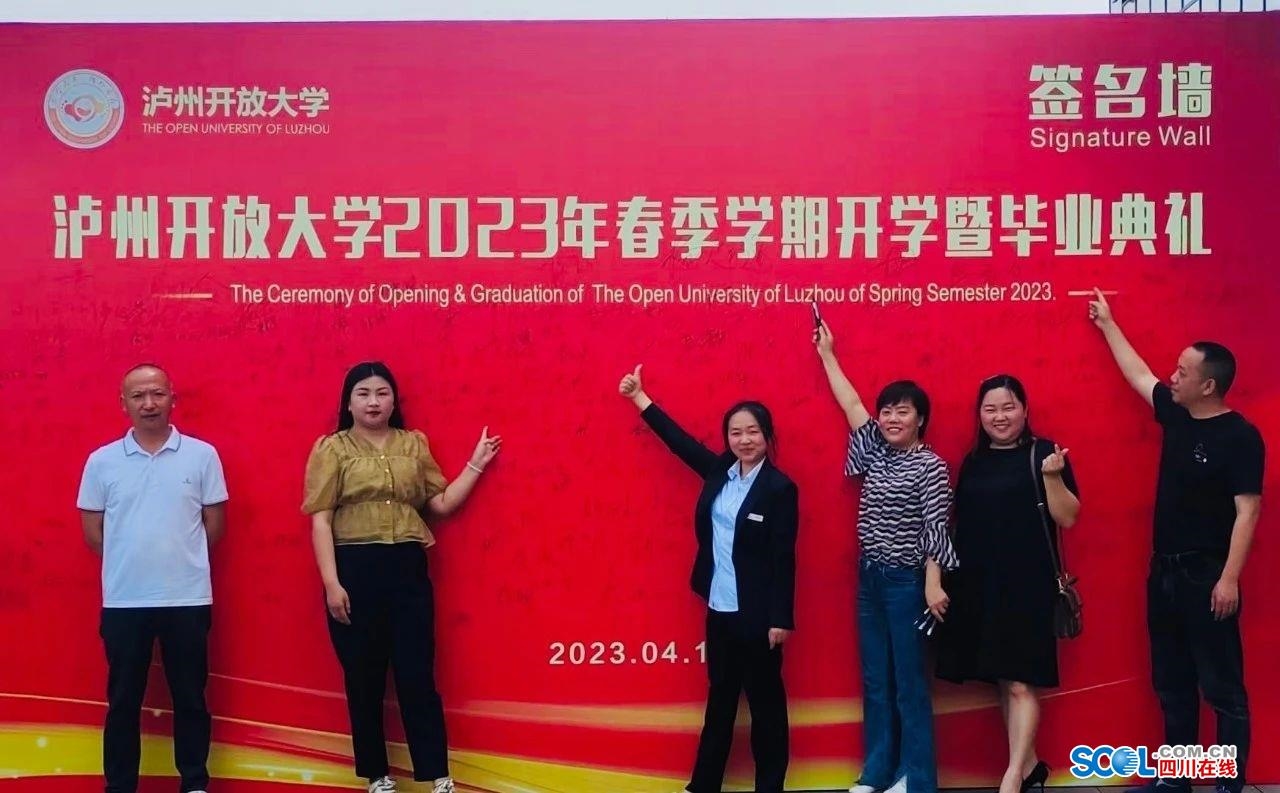 泸州开放大学
THE OPEN UNIVERSITY OF LUZHOU
签名墙
Signature Wall
泸州开放大学2023年春季学期开学暨毕业典礼
The Ceremony of Opening & Graduation of The Open University of Luzhou of Spring Semester 2023.
2023.04.1
SCOL.COM.CN
四川在线